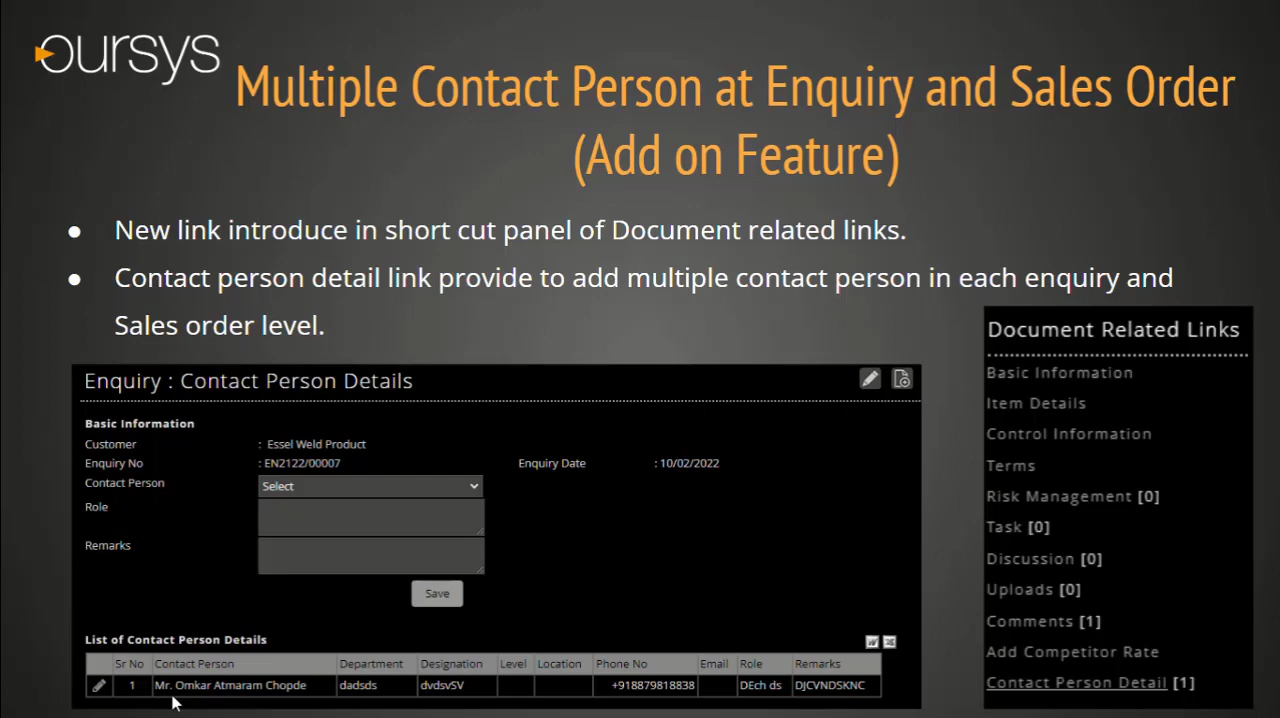 oursys
Multiple Contact Person at Enquiry and Sales Order
(Add on Feature)
● New link introduce in short cut panel of Document related links.
● Contact person detail link provide to add multiple contact person in each enquiry and
Sales order level.
Enquiry : Contact Person Details
Basic Information
Customer : Essel Weld Product
Enquiry No : EN2122/00007 Enquiry Date : 10/02/2022
Contact Person Select
Role
Remarks
Save
List of Contact Person Details
Sr No Contact Person Department Designation Level Location Phone No Email Role Remarks
1 Mr. Omkar Atmaram Chopde dadsds dvdsvSV +918879818838 DEch ds DJCVNDSKNC
Document Related Links
Basic Information
Item Details
Control Information
Terms
Risk Management [0]
Task [0]
Discussion [0]
Uploads [0]
Comments [1]
Add Competitor Rate
Contact Person Detail [1]